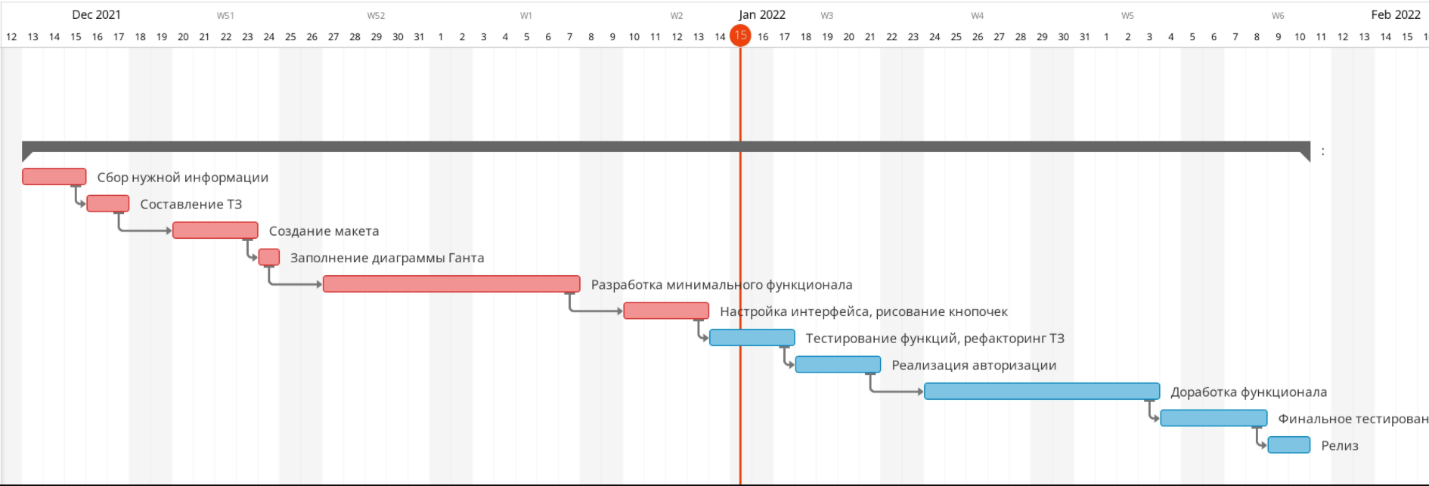 Dec 2021 Jan 2022 Feb 2022
W51 W52 W1 W2 W3 W4 W5 W6
12 13 14 15 16 17 18 19 20 21 22 23 24 25 26 27 28 29 30 31 1 2 3 4 5 6 7 8 9 10 11 12 13 14 15 16 17 18 19 20 21 22 23 24 25 26 27 28 29 30 31 1 2 3 4 5 6 7 8 9 10 11 12 13 14 15
:
Сбор нужной информации
Составление ТЗ
Создание макета
Заполнение диаграммы Ганта
Разработка минимального функционала
Настройка интерфейса, рисование кнопочек
Тестирование функций, рефакторинг ТЗ
Реализация авторизации
Доработка функционала
Финальное тестирован
Релиз